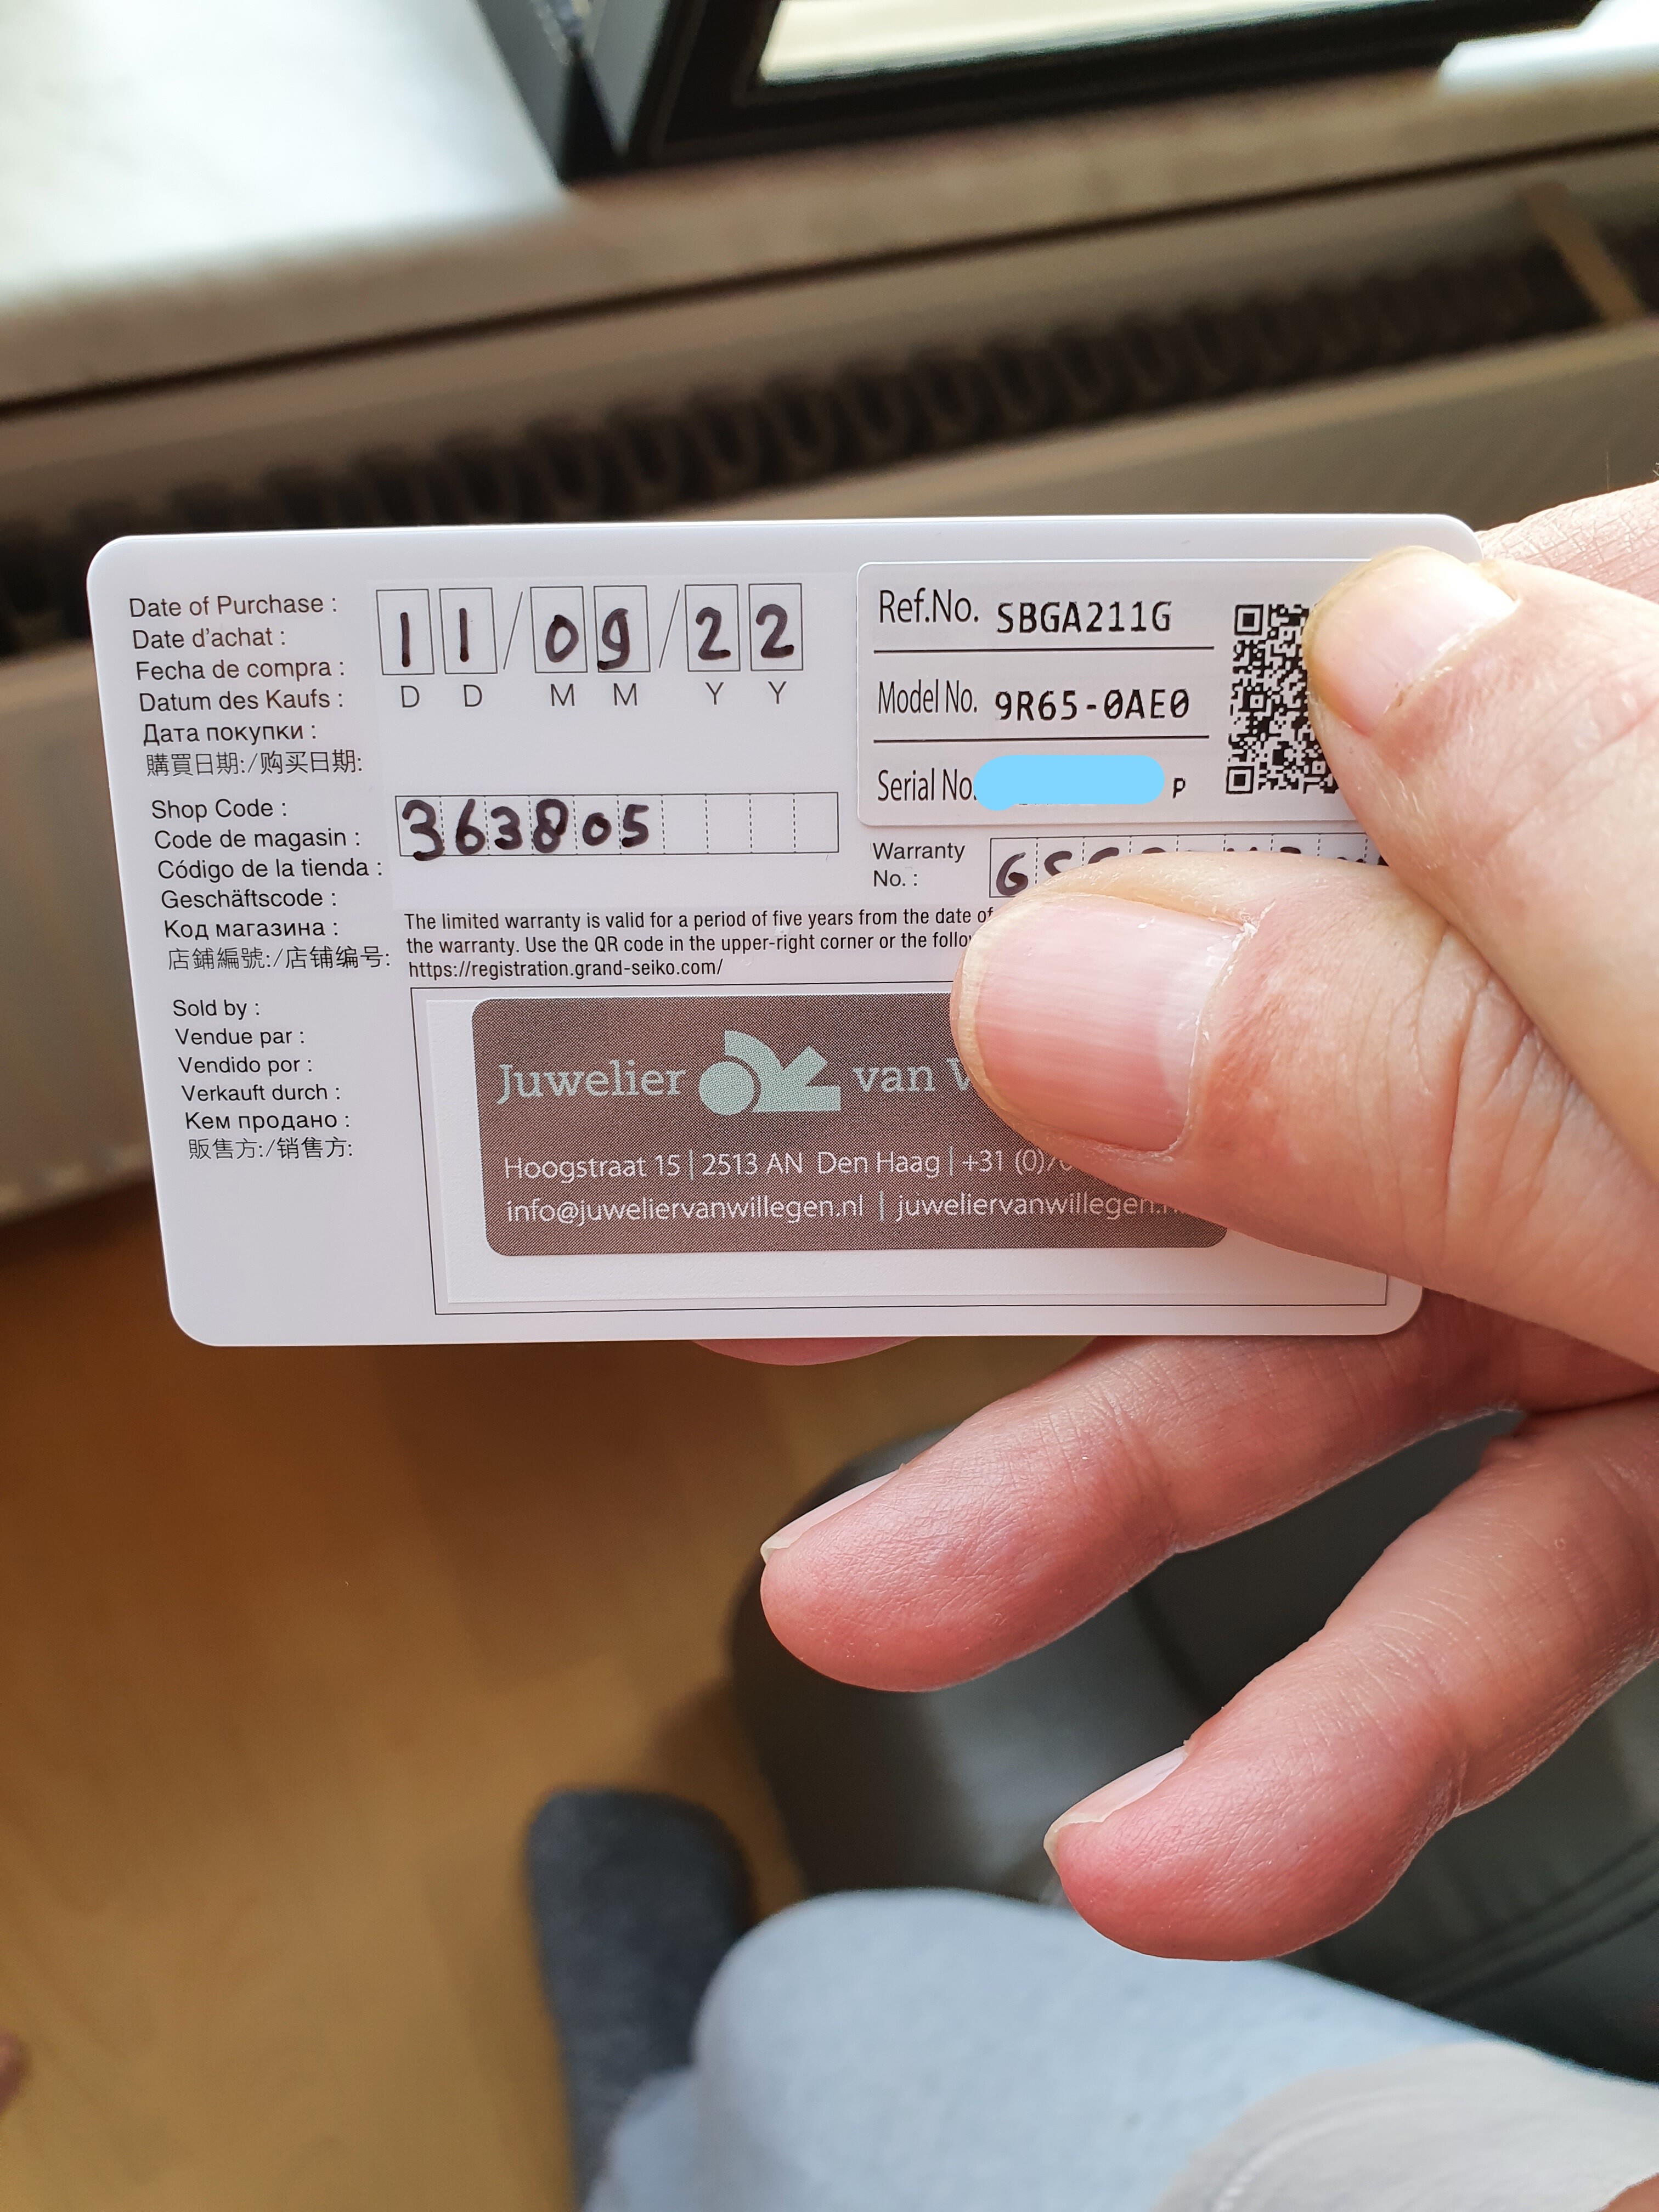 Date of Purchase :
Date d'achat :
Fecha de compra :
Datum des Kaufs :
Дата покупки :
購買日期:/购买日期:
11/09/22
D D M M Y Y
Ref.No. SBGA211G
Model No. 9R65-0AE0
Serial No. P
Shop Code :
Code de magasin :
Código de la tienda :
Geschäftscode :
Код магазина :
店鋪編號:/店铺编号:
363805
Warranty
No. :
The limited warranty is valid for a period of five years from the date of
the warranty. Use the QR code in the upper-right corner or the
https://registration.grand-seiko.com/
Sold by :
Vendue par :
Vendido por :
Verkauft durch :
Кем продано :
販售方:/销售方:
Juwelier van
Hoogstraat 15 | 2513 AN Den Haag | +31
info@juweliervanwillegen.nl | juweliervanwillegen.